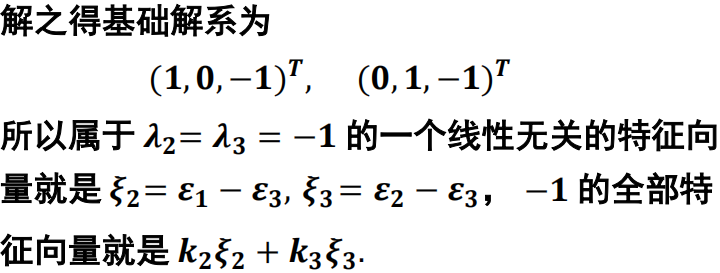 解之得基础解系为
(1, 0, −1)ᵀ, (0, 1, −1)ᵀ
所以属于 λ₂= λ₃ = −1 的一个线性无关的特征向
量就是 ξ₂= ε₁ − ε₃, ξ₃ = ε₂ − ε₃， −1 的全部特
征向量就是 k₂ξ₂ + k₃ξ₃.